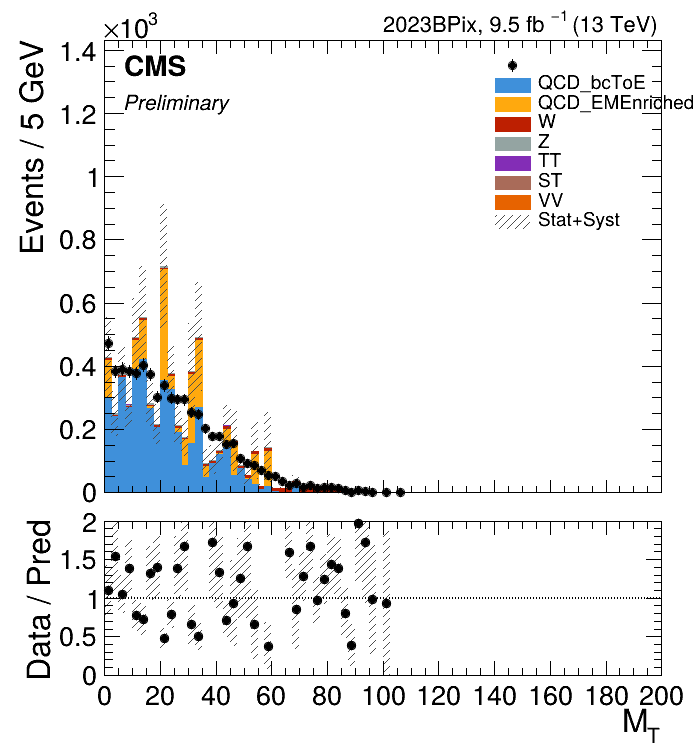 ×10³
2023BPix, 9.5 fb⁻¹ (13 TeV)
CMS
Preliminary
QCD_bcToE
QCD_EMEnriched
W
Z
TT
ST
VV
Stat+Syst
Events / 5 GeV
1.4
1.2
1
0.8
0.6
0.4
0.2
0
Data / Pred
2
1.5
1
0.5
0
0 20 40 60 80 100 120 140 160 180 200
M_T